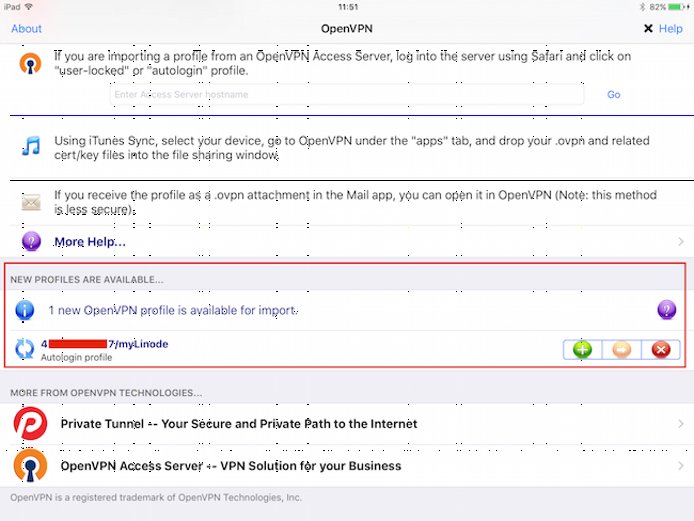 iPad 11:51 82%
About OpenVPN Help
If you are importing a profile from an OpenVPN Access Server, log into the server using Safari and click on
"user-locked" or "autologin" profile.
Enter Access Server hostname Go
Using iTunes Sync, select your device, go to OpenVPN under the "apps" tab, and drop your .ovpn and related
cert/key files into the file sharing window.
If you receive the profile as a .ovpn attachment in the Mail app, you can open it in OpenVPN (Note: this method
is less secure).
More Help...
NEW PROFILES ARE AVAILABLE...
1 new OpenVPN profile is available for import.
4 7/myLinode
Autologin profile
MORE FROM OPENVPN TECHNOLOGIES...
Private Tunnel -- Your Secure and Private Path to the Internet
OpenVPN Access Server -- VPN Solution for your Business
OpenVPN is a registered trademark of OpenVPN Technologies, Inc.